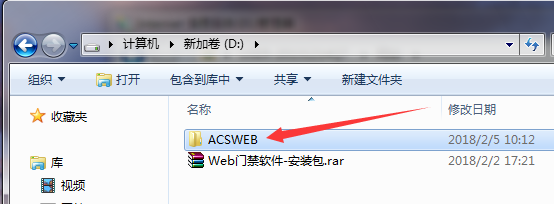 计算机 新加卷 (D:)
组织 打开 包含到库中 共享 新建文件夹
收藏夹
库
视频
名称 修改日期
ACSWEB 2018/2/5 10:12
Web门禁软件-安装包.rar 2018/2/2 17:21